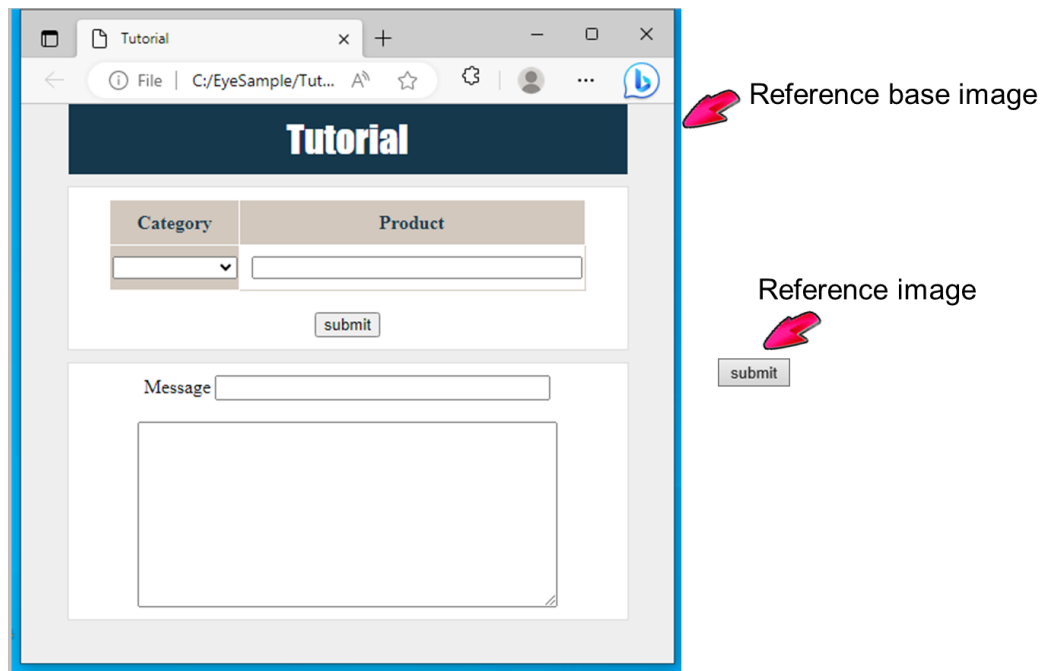 Tutorial
File | C:/EyeSample/Tut...
Reference base image
Tutorial
Category Product
submit
Reference image
Message
submit